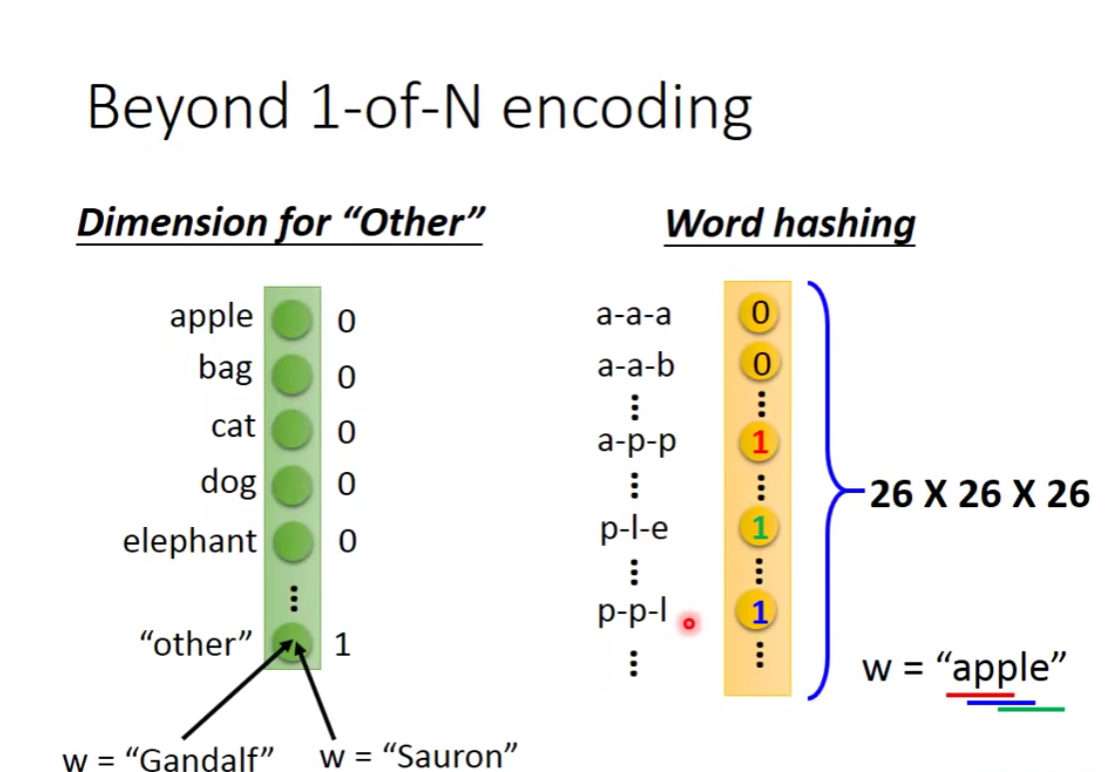 Beyond 1-of-N encoding
Dimension for “Other”
apple 0
bag 0
cat 0
dog 0
elephant 0
⋮
“other” 1
w = “Gandalf” w = “Sauron”
Word hashing
a-a-a 0
a-a-b 0
⋮ ⋮
a-p-p 1
⋮ ⋮
p-l-e 1
⋮ ⋮
p-p-l 1
⋮ ⋮
26 X 26 X 26
w = “apple”